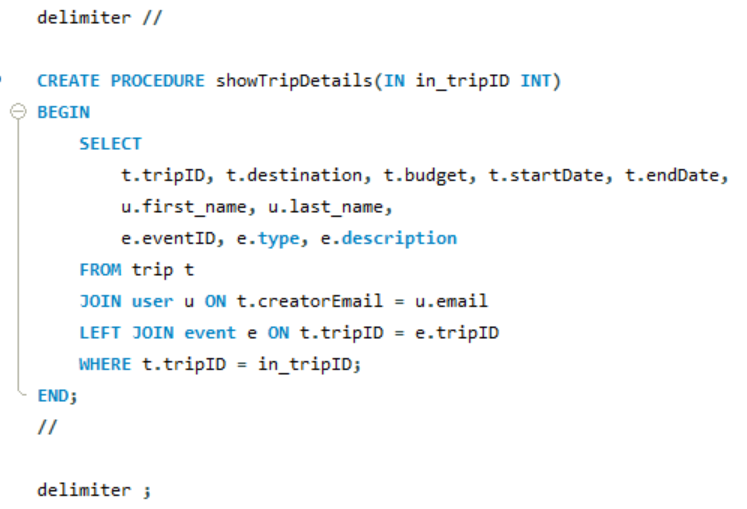 delimiter //
CREATE PROCEDURE showTripDetails(IN in_tripID INT)
BEGIN
SELECT
t.tripID, t.destination, t.budget, t.startDate, t.endDate,
u.first_name, u.last_name,
e.eventID, e.type, e.description
FROM trip t
JOIN user u ON t.creatorEmail = u.email
LEFT JOIN event e ON t.tripID = e.tripID
WHERE t.tripID = in_tripID;
END;
//
delimiter ;